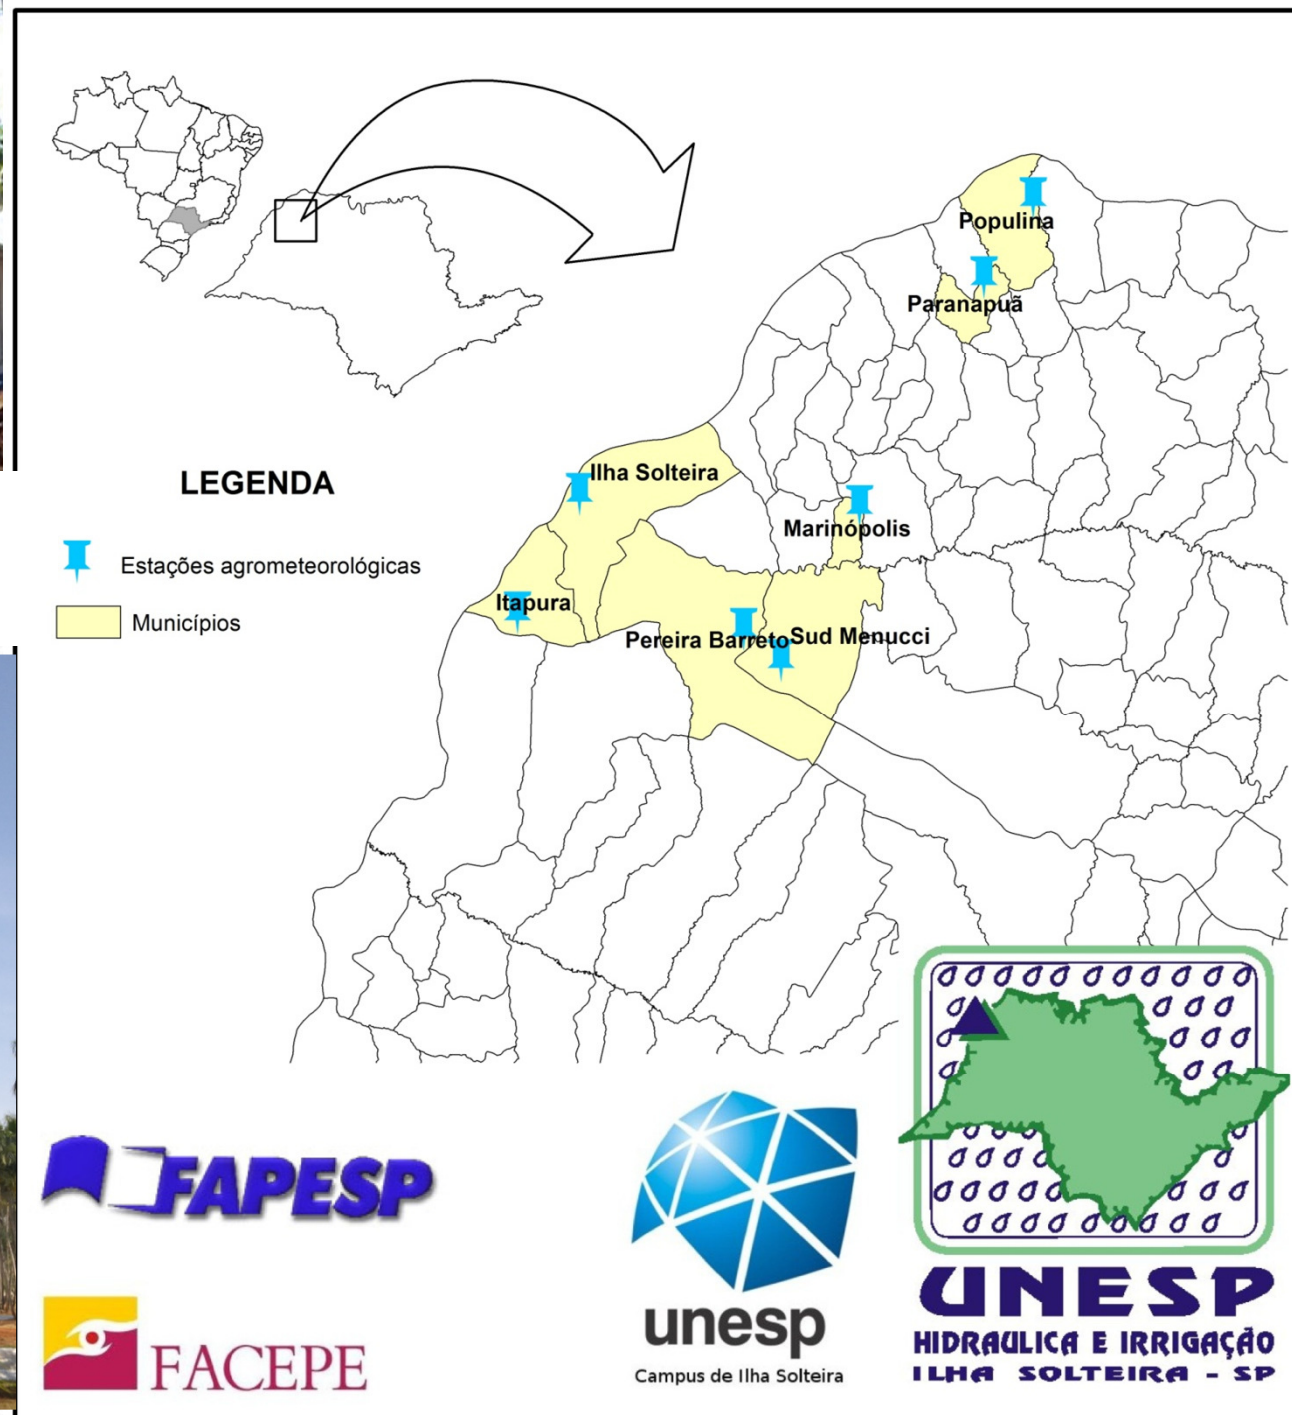 Populina
Paranapuã
Ilha Solteira
LEGENDA
Marinópolis
Estações agrometeorológicas
Itapura
Municípios
Pereira Barreto
Sud Menucci
FAPESP
FACEPE
unesp
Campus de Ilha Solteira
UNESP
HIDRAULICA E IRRIGAÇÃO
ILHA SOLTEIRA - SP